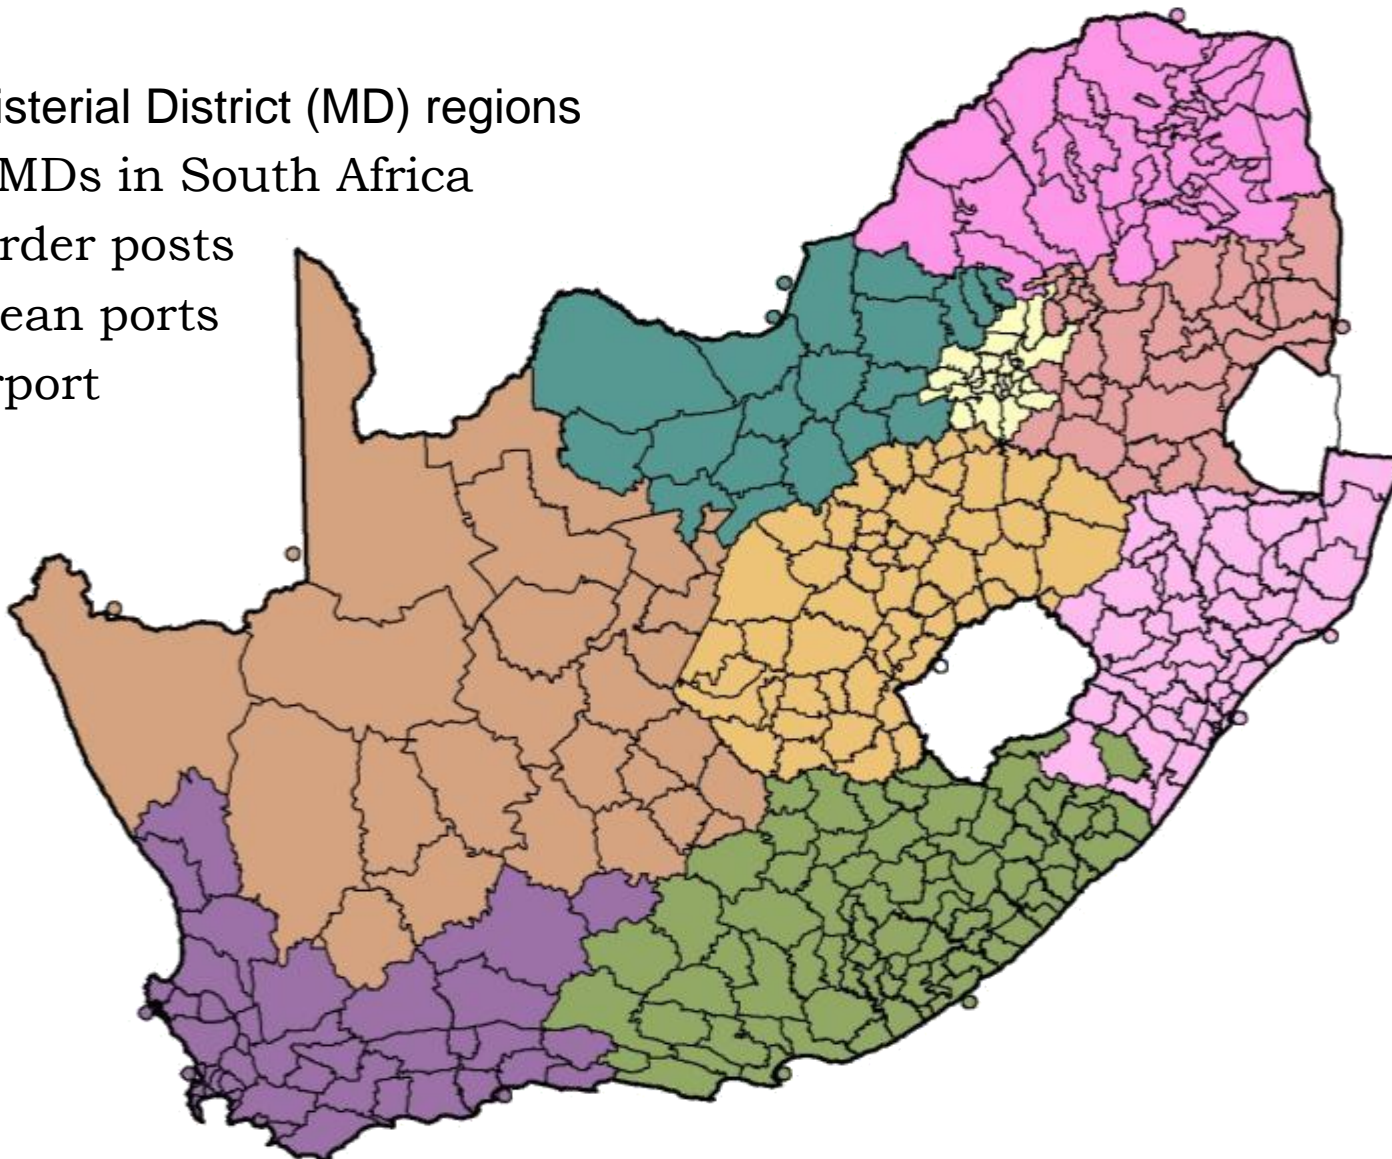 isterial District (MD) regions
MDs in South Africa
rder posts
ean ports
rport